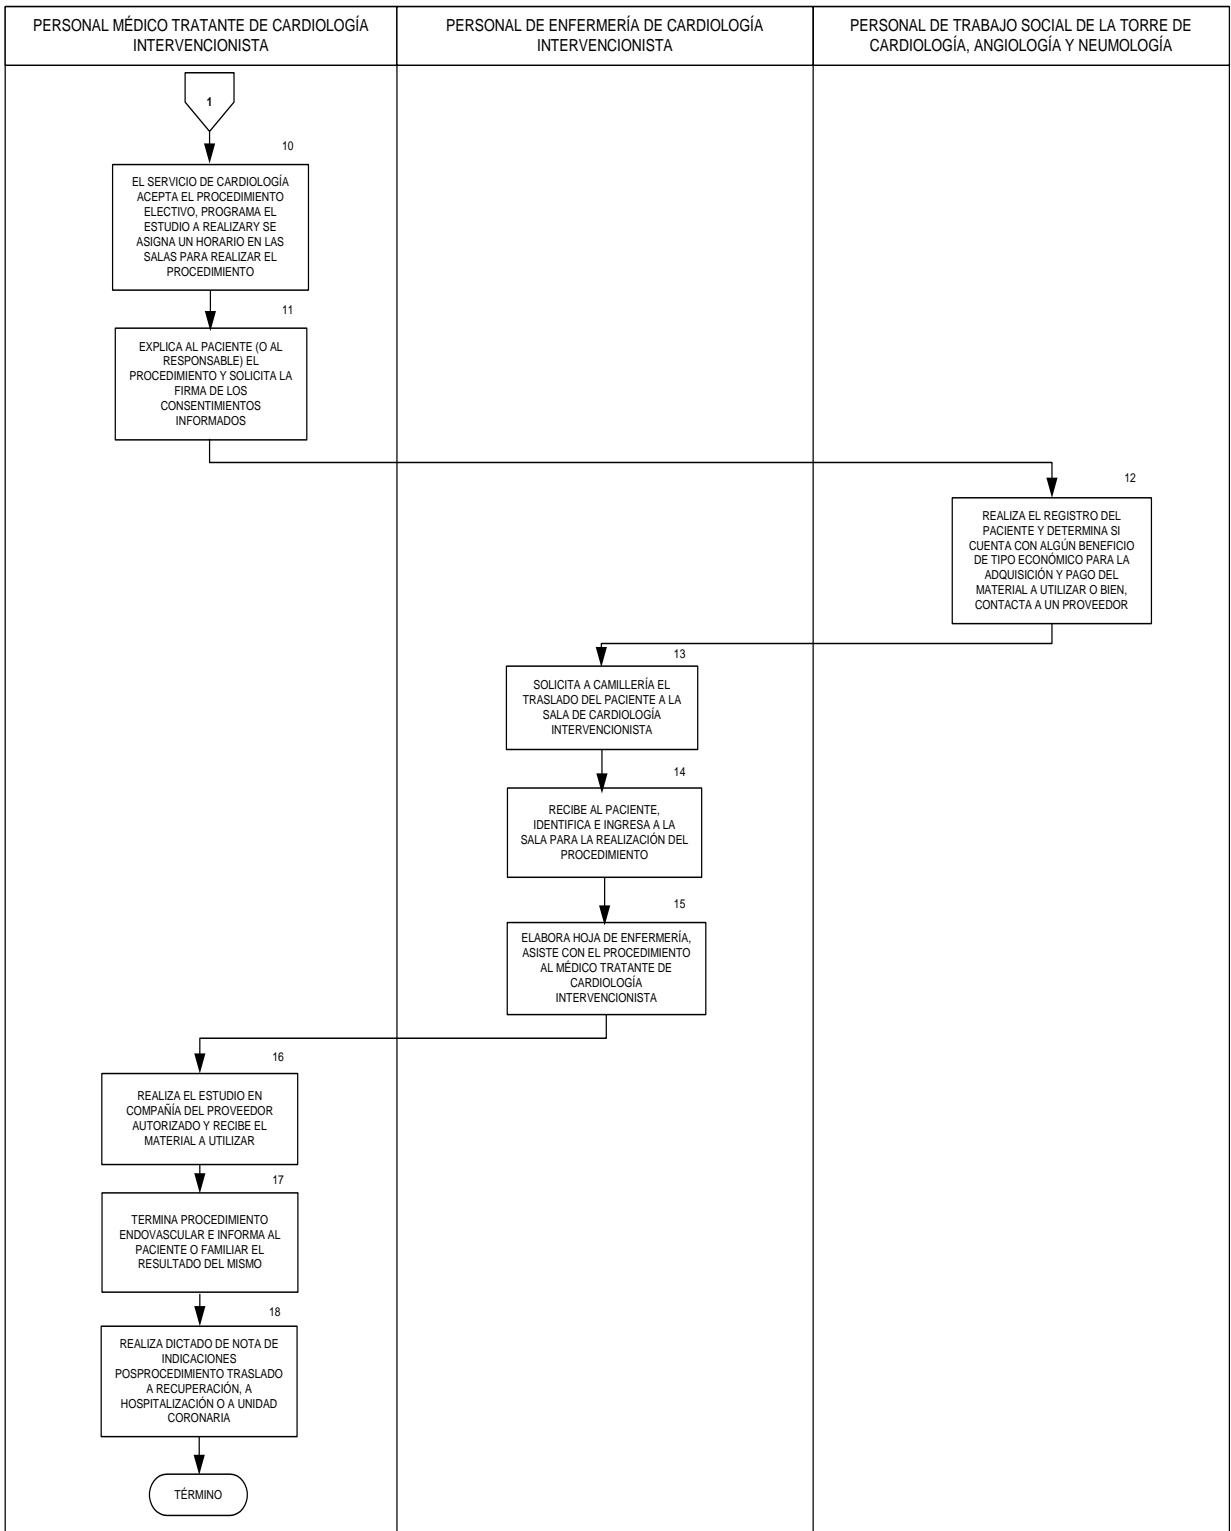 PERSONAL MÉDICO TRATANTE DE CARDIOLOGÍA
INTERVENCIONISTA
PERSONAL DE ENFERMERÍA DE CARDIOLOGÍA
INTERVENCIONISTA
PERSONAL DE TRABAJO SOCIAL DE LA TORRE DE
CARDIOLOGÍA, ANGIOLOGÍA Y NEUMOLOGÍA
1
10
EL SERVICIO DE CARDIOLOGÍA
ACEPTA EL PROCEDIMIENTO
ELECTIVO, PROGRAMA EL
ESTUDIO A REALIZARY SE
ASIGNA UN HORARIO EN LAS
SALAS PARA REALIZAR EL
PROCEDIMIENTO
11
EXPLICA AL PACIENTE (O AL
RESPONSABLE) EL
PROCEDIMIENTO Y SOLICITA LA
FIRMA DE LOS
CONSENTIMIENTOS
INFORMADOS
12
REALIZA EL REGISTRO DEL
PACIENTE Y DETERMINA SI
CUENTA CON ALGÚN BENEFICIO
DE TIPO ECONÓMICO PARA LA
ADQUISICIÓN Y PAGO DEL
MATERIAL A UTILIZAR O BIEN,
CONTACTA A UN PROVEEDOR
13
SOLICITA A CAMILLERÍA EL
TRASLADO DEL PACIENTE A LA
SALA DE CARDIOLOGÍA
INTERVENCIONISTA
14
RECIBE AL PACIENTE,
IDENTIFICA E INGRESA A LA
SALA PARA LA REALIZACIÓN DEL
PROCEDIMIENTO
15
ELABORA HOJA DE ENFERMERÍA,
ASISTE CON EL PROCEDIMIENTO
AL MÉDICO TRATANTE DE
CARDIOLOGÍA
INTERVENCIONISTA
16
REALIZA EL ESTUDIO EN
COMPAÑÍA DEL PROVEEDOR
AUTORIZADO Y RECIBE EL
MATERIAL A UTILIZAR
17
TERMINA PROCEDIMIENTO
ENDOVASCULAR E INFORMA AL
PACIENTE O FAMILIAR EL
RESULTADO DEL MISMO
18
REALIZA DICTADO DE NOTA DE
INDICACIONES
POSPROCEDIMIENTO TRASLADO
A RECUPERACIÓN, A
HOSPITALIZACIÓN O A UNIDAD
CORONARIA
TÉRMINO